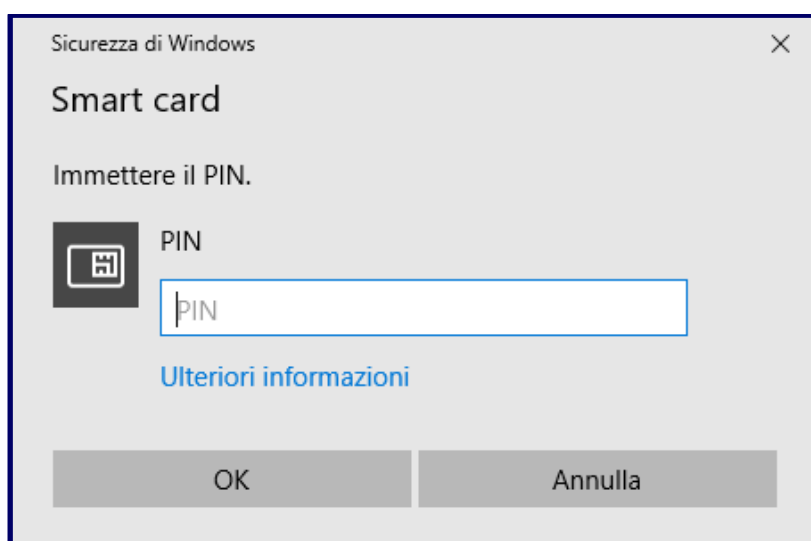 Sicurezza di Windows
Smart card
Immettere il PIN.
PIN
PIN
Ulteriori informazioni
OK
Annulla